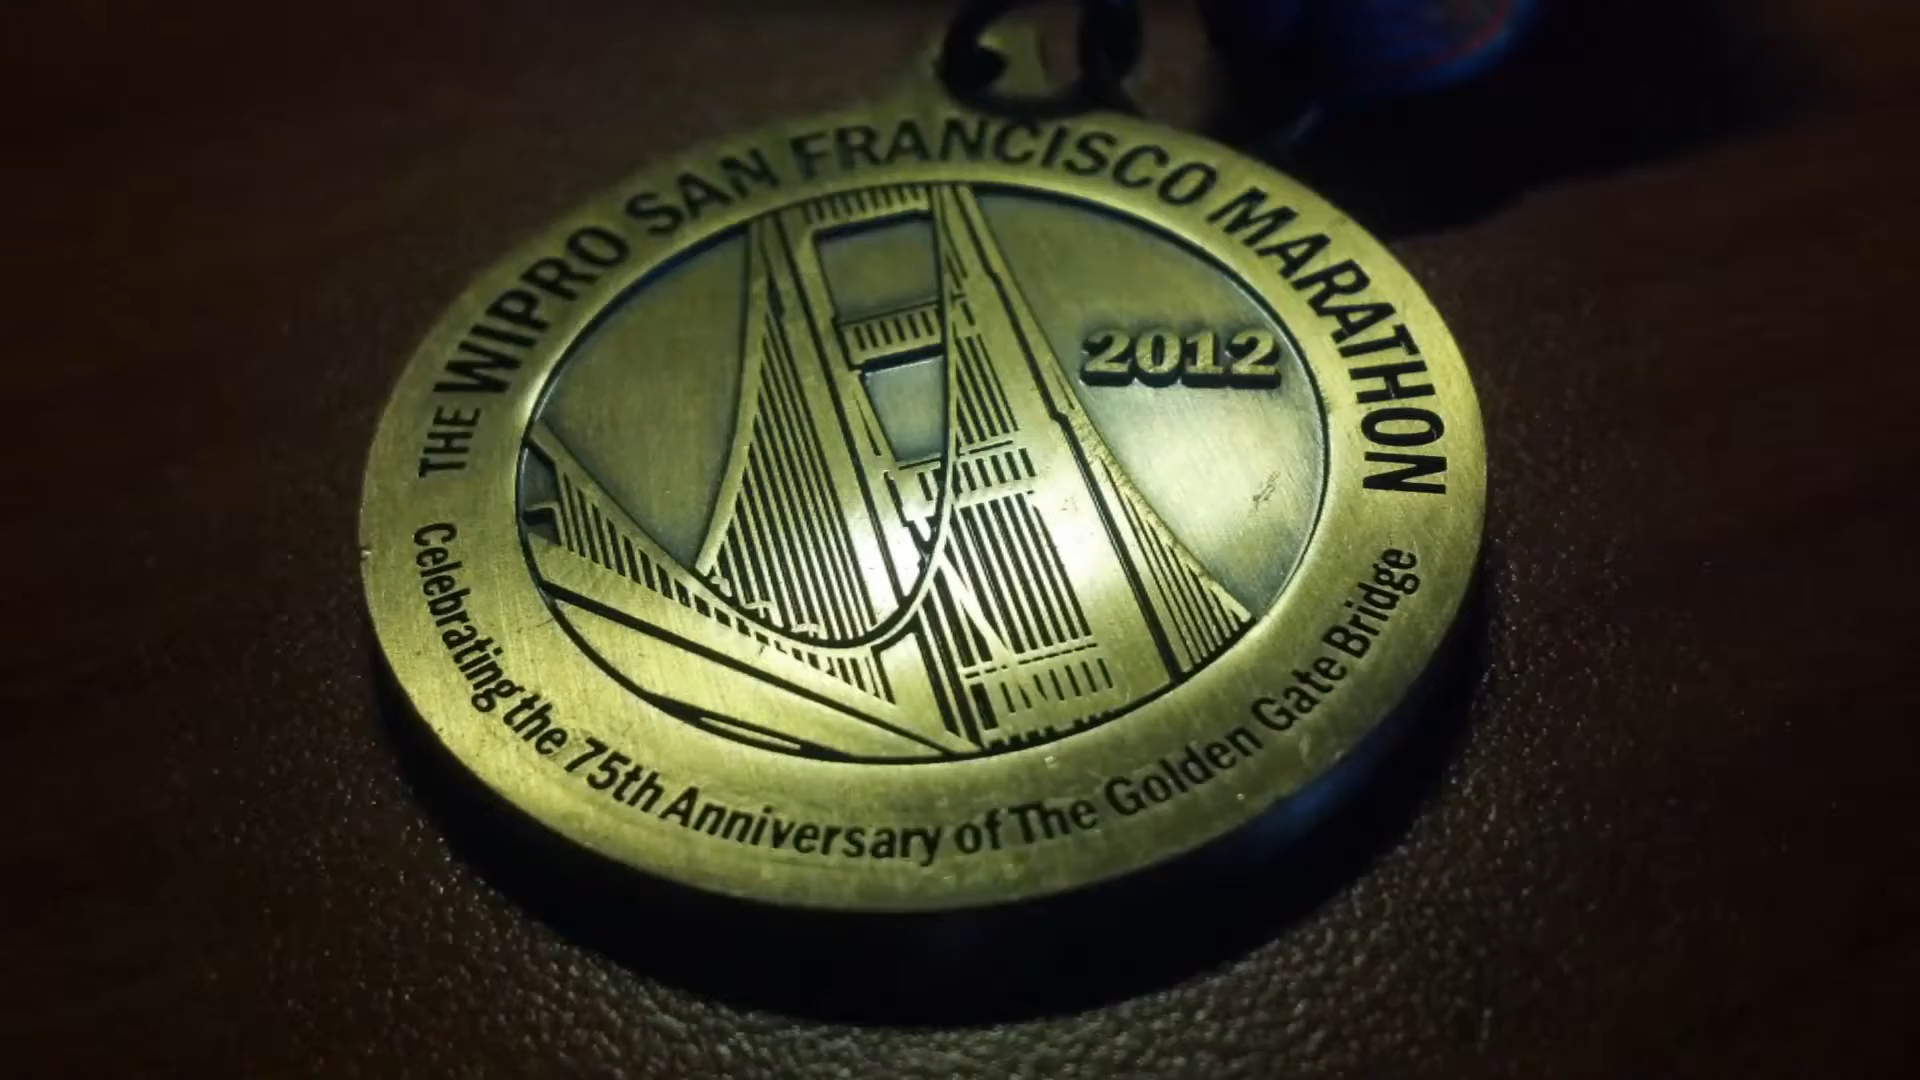 THE WIPRO SAN FRANCISCO MARATHON
2012
Celebrating the 75th Anniversary of The Golden Gate Bridge